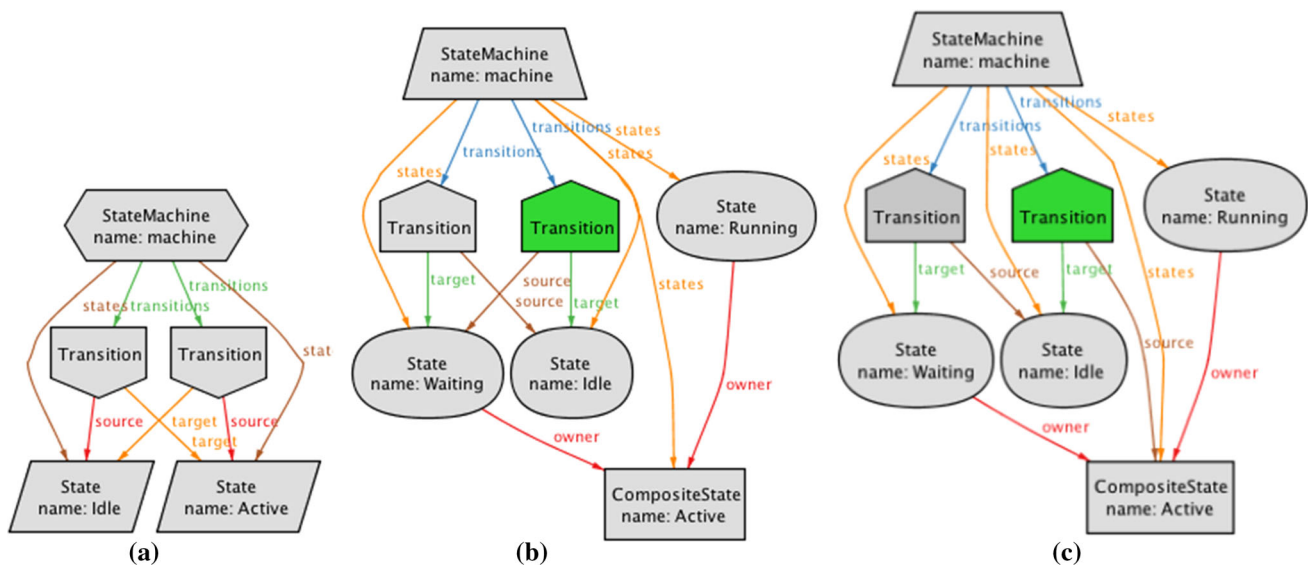 StateMachine
name: machine
states
transitions
transitions
stat
Transition
Transition
source
target
target
source
State
name: Idle
State
name: Active
(a)
StateMachine
name: machine
states
transitions
transitions
states
states
Transition
Transition
State
name: Running
target
source
source
target
states
State
name: Waiting
State
name: Idle
owner
owner
CompositeState
name: Active
(b)
StateMachine
name: machine
states
transitions
states
transitions
states
Transition
Transition
State
name: Running
target
source
target
states
source
State
name: Waiting
State
name: Idle
owner
owner
CompositeState
name: Active
(c)